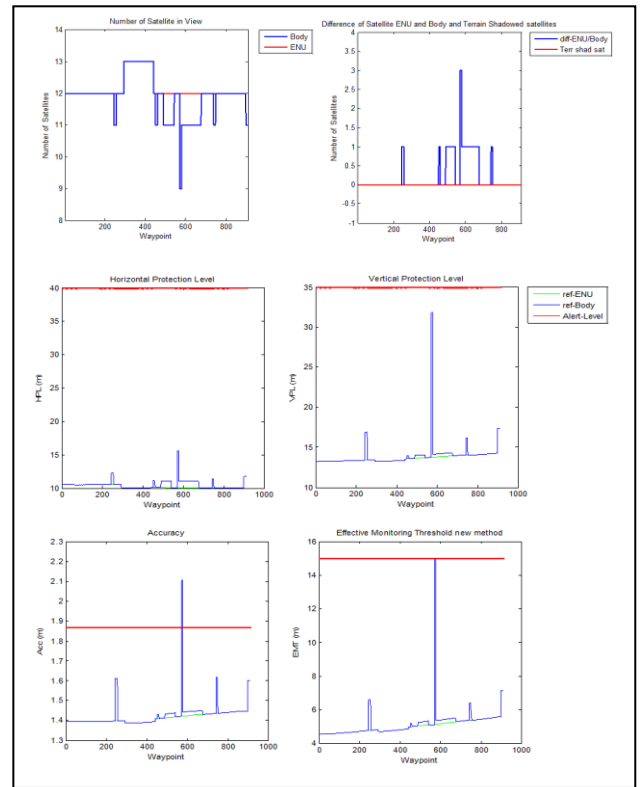 Number of Satellite in View
Number of Satellites
14
13
12
11
10
9
8
200 400 600 800
Waypoint
Body
ENU
Difference of Satellite ENU and Body and Terrain Shadowed satellites
Number of Satellites
4
3.5
3
2.5
2
1.5
1
0.5
0
-0.5
-1
200 400 600 800
Waypoint
diff-ENU/Body
Terr shad sat
Horizontal Protection Level
HPL (m)
40
35
30
25
20
15
10
0 200 400 600 800 1000
Waypoint
Vertical Protection Level
VPL (m)
35
30
25
20
15
10
0 200 400 600 800 1000
Waypoint
ref-ENU
ref-Body
Alert-Level
Accuracy
Acc (m)
2.3
2.2
2.1
2
1.9
1.8
1.7
1.6
1.5
1.4
1.3
0 200 400 600 800 1000
Waypoint
Effective Monitoring Threshold new method
EMT (m)
16
14
12
10
8
6
4
0 200 400 600 800 1000
Waypoint